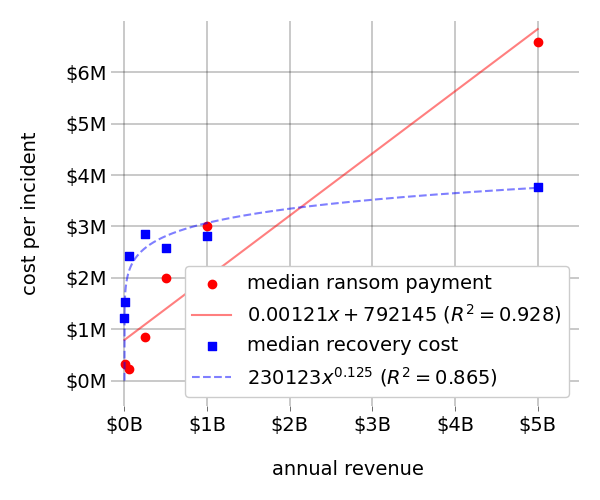 $6M
$5M
$4M
$3M
$2M
$1M
$0M
cost per incident
median ransom payment
0.00121x + 792145 (R² = 0.928)
median recovery cost
230123x^0.125 (R² = 0.865)
$0B $1B $2B $3B $4B $5B
annual revenue